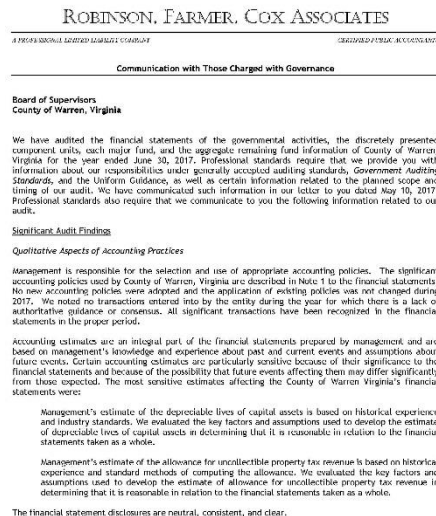 ROBINSON, FARMER, COX ASSOCIATES
A PROFESSIONAL LIMITED LIABILITY COMPANY CERTIFIED PUBLIC ACCOUNTANTS
Communication with Those Charged with Governance
Board of Supervisors
County of Warren, Virginia
We have audited the financial statements of the governmental activities, the discretely presented
component units, each major fund, and the aggregate remaining fund information of County of Warren,
Virginia for the year ended June 30, 2017. Professional standards require that we provide you with
information about our responsibilities under generally accepted auditing standards, Government Auditing
Standards, and the Uniform Guidance, as well as certain information related to the planned scope and
timing of our audit. We have communicated such information in our letter to you dated May 10, 2017.
Professional standards also require that we communicate to you the following information related to our
audit.
Significant Audit Findings
Qualitative Aspects of Accounting Practices
Management is responsible for the selection and use of appropriate accounting policies. The significant
accounting policies used by County of Warren, Virginia are described in Note 1 to the financial statements.
No new accounting policies were adopted and the application of existing policies was not changed during
2017. We noted no transactions entered into by the entity during the year for which there is a lack of
authoritative guidance or consensus. All significant transactions have been recognized in the financial
statements in the proper period.
Accounting estimates are an integral part of the financial statements prepared by management and are
based on management's knowledge and experience about past and current events and assumptions about
future events. Certain accounting estimates are particularly sensitive because of their significance to the
financial statements and because of the possibility that future events affecting them may differ significantly
from those expected. The most sensitive estimates affecting the County of Warren Virginia's financial
statements were:
Management's estimate of the depreciable lives of capital assets is based on historical experience
and industry standards. We evaluated the key factors and assumptions used to develop the estimate
of depreciable lives of capital assets in determining that it is reasonable in relation to the financial
statements taken as a whole.
Management's estimate of the allowance for uncollectible property tax revenue is based on historical
experience and standard methods of computing the allowance. We evaluated the key factors and
assumptions used to develop the estimate of allowance for uncollectible property tax revenue in
determining that it is reasonable in relation to the financial statements taken as a whole.
The financial statement disclosures are neutral, consistent, and clear.